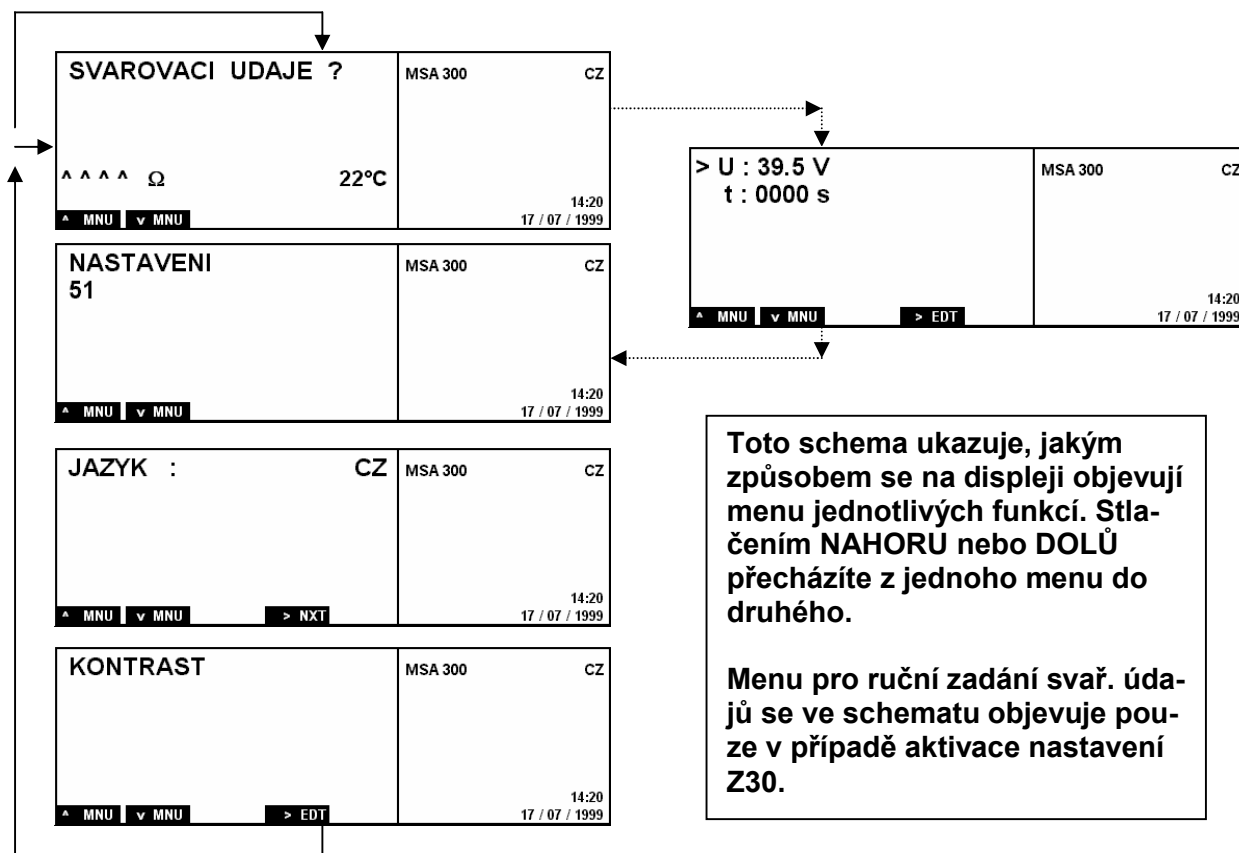 SVAROVACI UDAJE ?
MSA 300 CZ
^ ^ ^ ^ Ω 22°C
14:20
^ MNU v MNU 17 / 07 / 1999
> U : 39.5 V
MSA 300 CZ
t : 0000 s
14:20
^ MNU v MNU > EDT 17 / 07 / 1999
NASTAVENI
MSA 300 CZ
51
14:20
^ MNU v MNU 17 / 07 / 1999
JAZYK : CZ
MSA 300 CZ
14:20
^ MNU v MNU > NXT 17 / 07 / 1999
KONTRAST
MSA 300 CZ
14:20
^ MNU v MNU > EDT 17 / 07 / 1999
Toto schema ukazuje, jakým
způsobem se na displeji objevují
menu jednotlivých funkcí. Stla-
čením NAHORU nebo DOLŮ
přecházíte z jednoho menu do
druhého.
Menu pro ruční zadání svař. úda-
jů se ve schematu objevuje pou-
ze v případě aktivace nastavení
Z30.